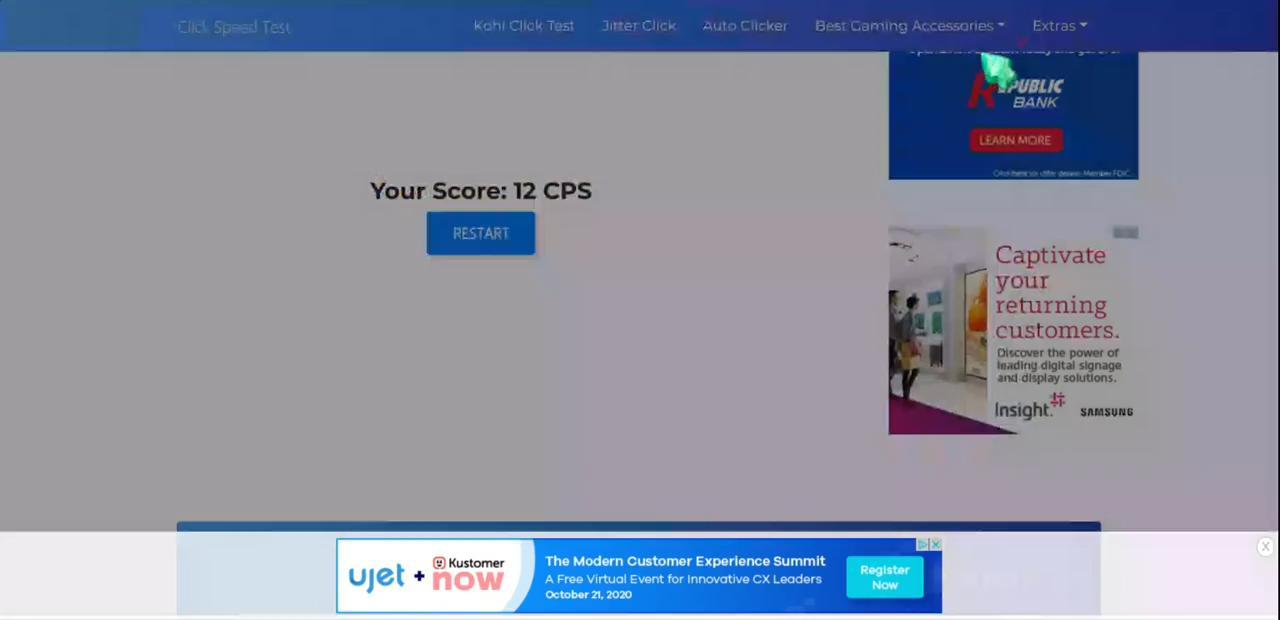 Click Speed Test
Kohi Click Test
Jitter Click
Auto Clicker
Best Gaming Accessories
Extras
REPUBLIC
BANK
LEARN MORE
Your Score: 12 CPS
RESTART
Captivate
your
returning
customers.
Discover the power of
leading digital signage
and display solutions.
Insight.
SAMSUNG
ujet + Kustomer
now
The Modern Customer Experience Summit
A Free Virtual Event for Innovative CX Leaders
October 21, 2020
Register
Now
X